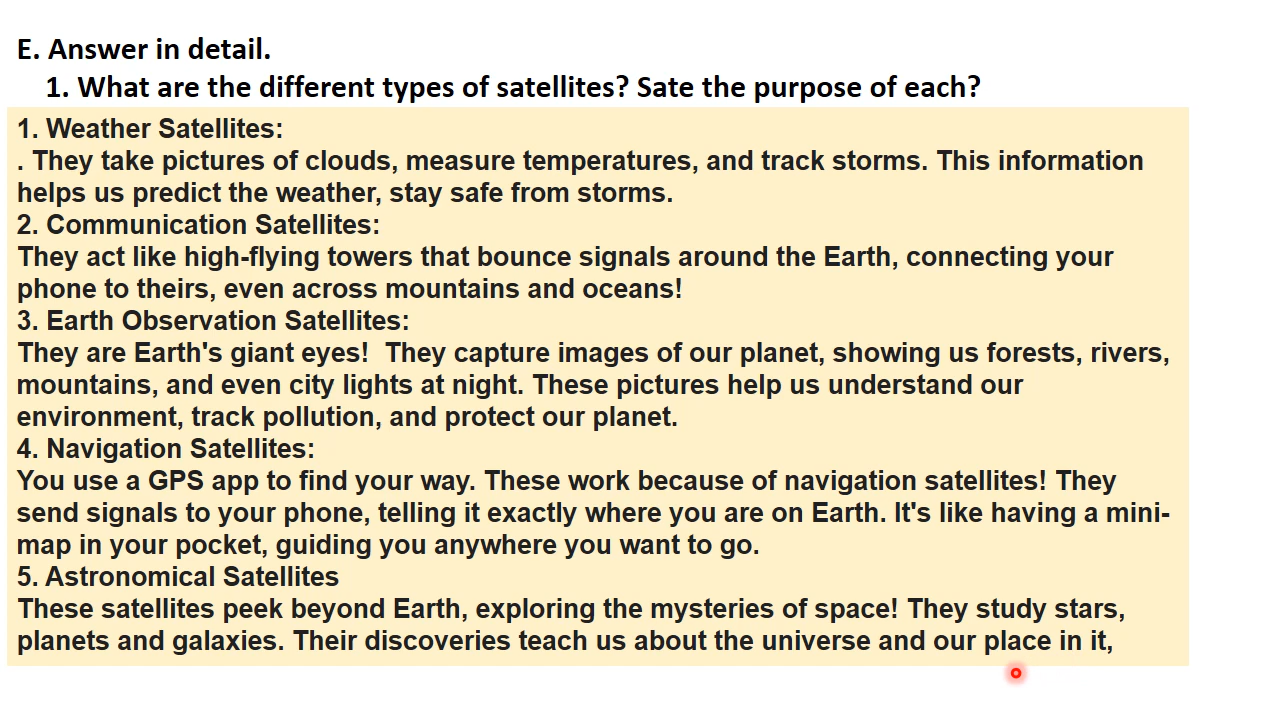 E. Answer in detail.
1. What are the different types of satellites? Sate the purpose of each?
1. Weather Satellites:
. They take pictures of clouds, measure temperatures, and track storms. This information
helps us predict the weather, stay safe from storms.
2. Communication Satellites:
They act like high-flying towers that bounce signals around the Earth, connecting your
phone to theirs, even across mountains and oceans!
3. Earth Observation Satellites:
They are Earth's giant eyes!  They capture images of our planet, showing us forests, rivers,
mountains, and even city lights at night. These pictures help us understand our
environment, track pollution, and protect our planet.
4. Navigation Satellites:
You use a GPS app to find your way. These work because of navigation satellites! They
send signals to your phone, telling it exactly where you are on Earth. It's like having a mini-
map in your pocket, guiding you anywhere you want to go.
5. Astronomical Satellites
These satellites peek beyond Earth, exploring the mysteries of space! They study stars,
planets and galaxies. Their discoveries teach us about the universe and our place in it,